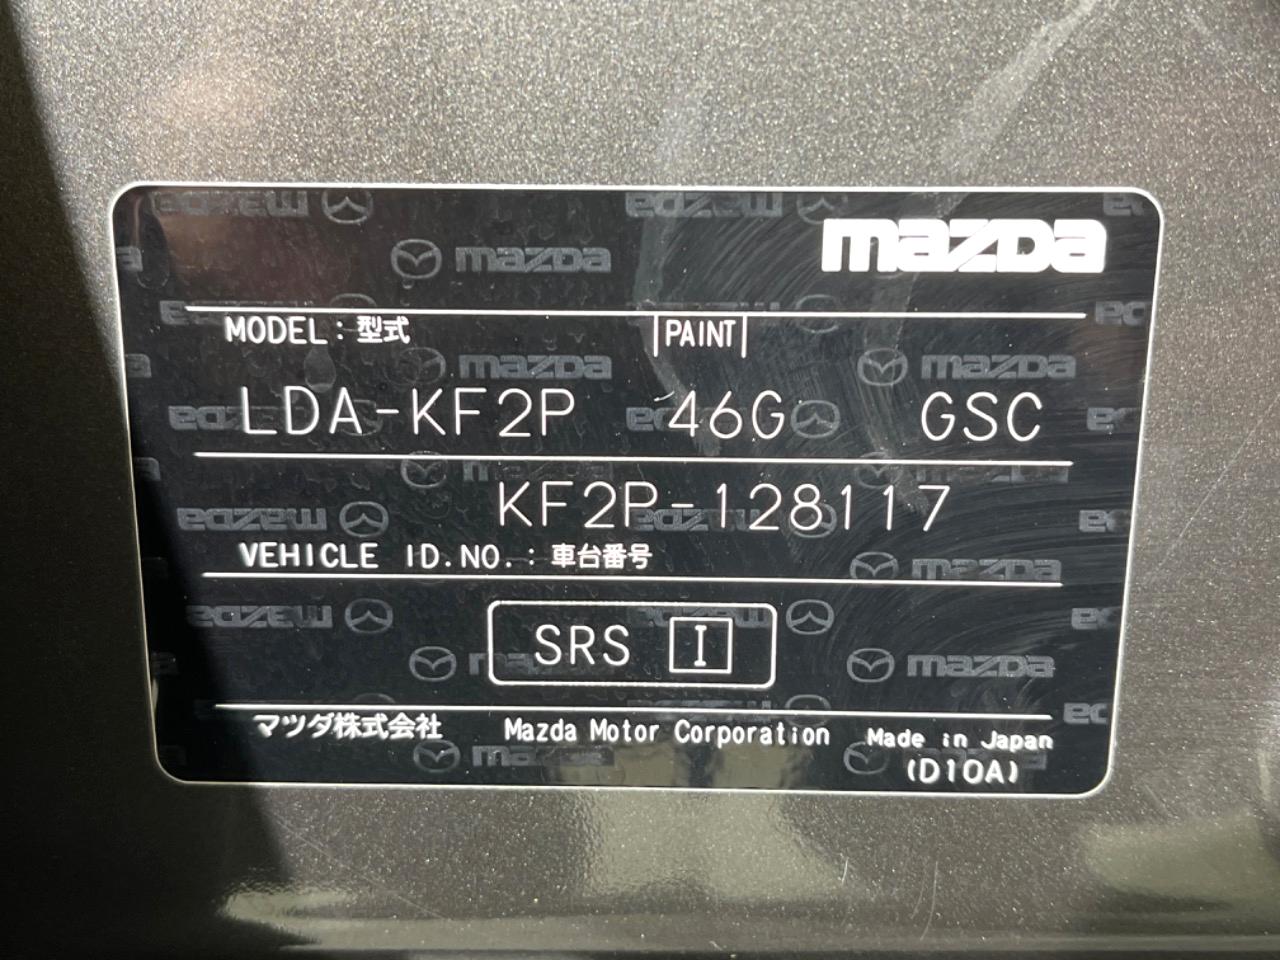 mazda
MODEL : 型式 PAINT
LDA-KF2P 46G GSC
KF2P-128117
VEHICLE ID.NO. : 車台番号
SRS I
マツダ株式会社 Mazda Motor Corporation Made in Japan
(D10A)